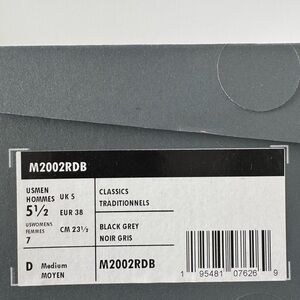 M2002RDB
USMEN
HOMMES
5½
UK 5
EUR 38
USWOMENS
FEMMES
7
CM 23½
CLASSICS
TRADITIONNELS
BLACK GREY
NOIR GRIS
D Medium
MOYEN
M2002RDB
1 95481 07626 9